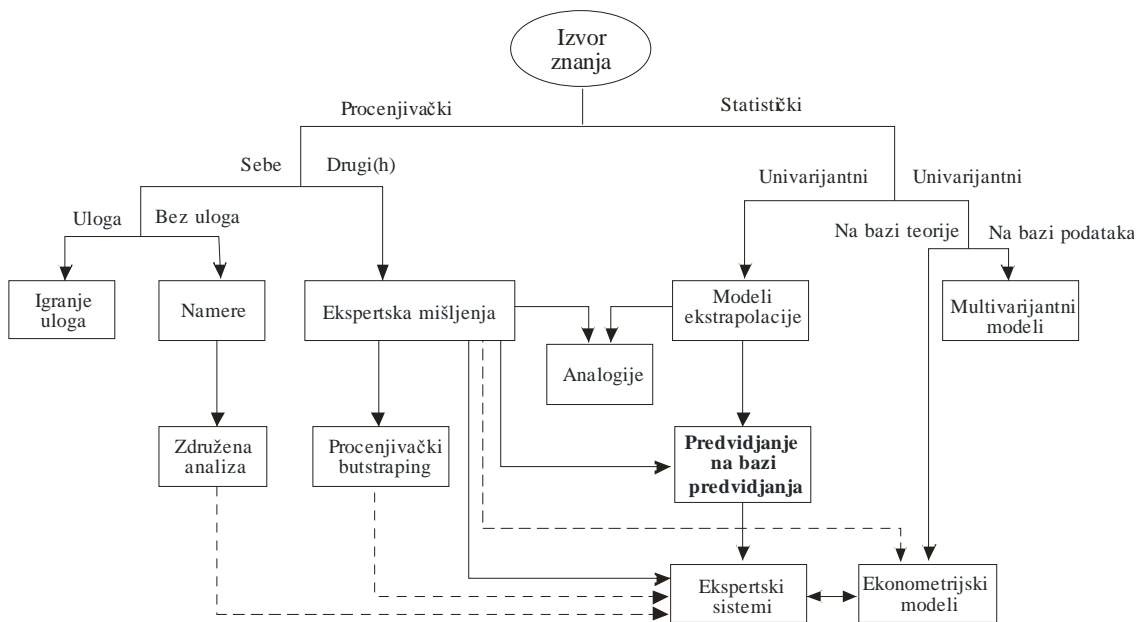 Izvor
znanja
Procenjivački
Statistički
Sebe
Drugi(h)
Univarijantni
Univarijantni
Uloga
Bez uloga
Na bazi teorije
Na bazi podataka
Igranje
uloga
Namere
Ekspertska mišljenja
Modeli
ekstrapolacije
Multivarijantni
modeli
Analogije
Združena
analiza
Procenjivački
butstraping
Predvidjanje
na bazi
predvidjanja
Ekspertski
sistemi
Ekonometrijski
modeli